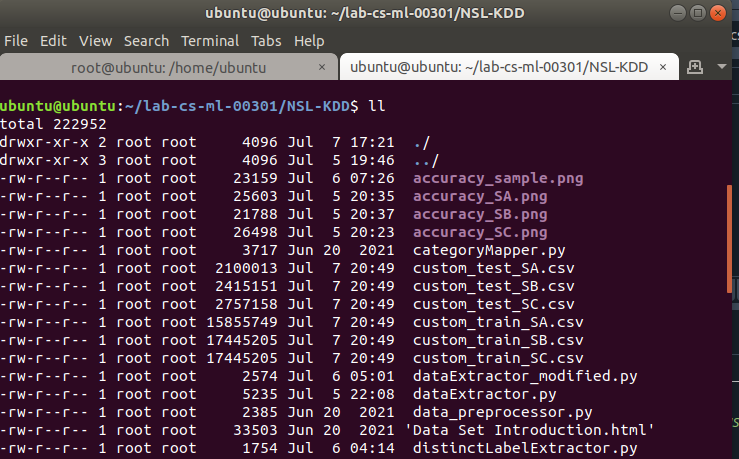 ubuntu@ubuntu: ~/lab-cs-ml-00301/NSL-KDD
File Edit View Search Terminal Tabs Help
root@ubuntu: /home/ubuntu × ubuntu@ubuntu: ~/lab-cs-ml-00301/NSL-KDD ×
ubuntu@ubuntu:~/lab-cs-ml-00301/NSL-KDD$ ll
total 222952
drwxr-xr-x 2 root root     4096 Jul  7 17:21 ./
drwxr-xr-x 3 root root     4096 Jul  5 19:46 ../
-rw-r--r-- 1 root root    23159 Jul  6 07:26 accuracy_sample.png
-rw-r--r-- 1 root root    25603 Jul  5 20:35 accuracy_SA.png
-rw-r--r-- 1 root root    21788 Jul  5 20:37 accuracy_SB.png
-rw-r--r-- 1 root root    26498 Jul  5 20:23 accuracy_SC.png
-rw-r--r-- 1 root root     3717 Jun 20  2021 categoryMapper.py
-rw-r--r-- 1 root root  2100013 Jul  7 20:49 custom_test_SA.csv
-rw-r--r-- 1 root root  2415151 Jul  7 20:49 custom_test_SB.csv
-rw-r--r-- 1 root root  2757158 Jul  7 20:49 custom_test_SC.csv
-rw-r--r-- 1 root root 15855749 Jul  7 20:49 custom_train_SA.csv
-rw-r--r-- 1 root root 17445205 Jul  7 20:49 custom_train_SB.csv
-rw-r--r-- 1 root root 17445205 Jul  7 20:49 custom_train_SC.csv
-rw-r--r-- 1 root root     2574 Jul  6 05:01 dataExtractor_modified.py
-rw-r--r-- 1 root root     5235 Jul  5 22:08 dataExtractor.py
-rw-r--r-- 1 root root     2385 Jun 20  2021 data_preprocessor.py
-rw-r--r-- 1 root root    33503 Jun 20  2021 'Data Set Introduction.html'
-rw-r--r-- 1 root root     1754 Jul  6 04:14 distinctLabelExtractor.py